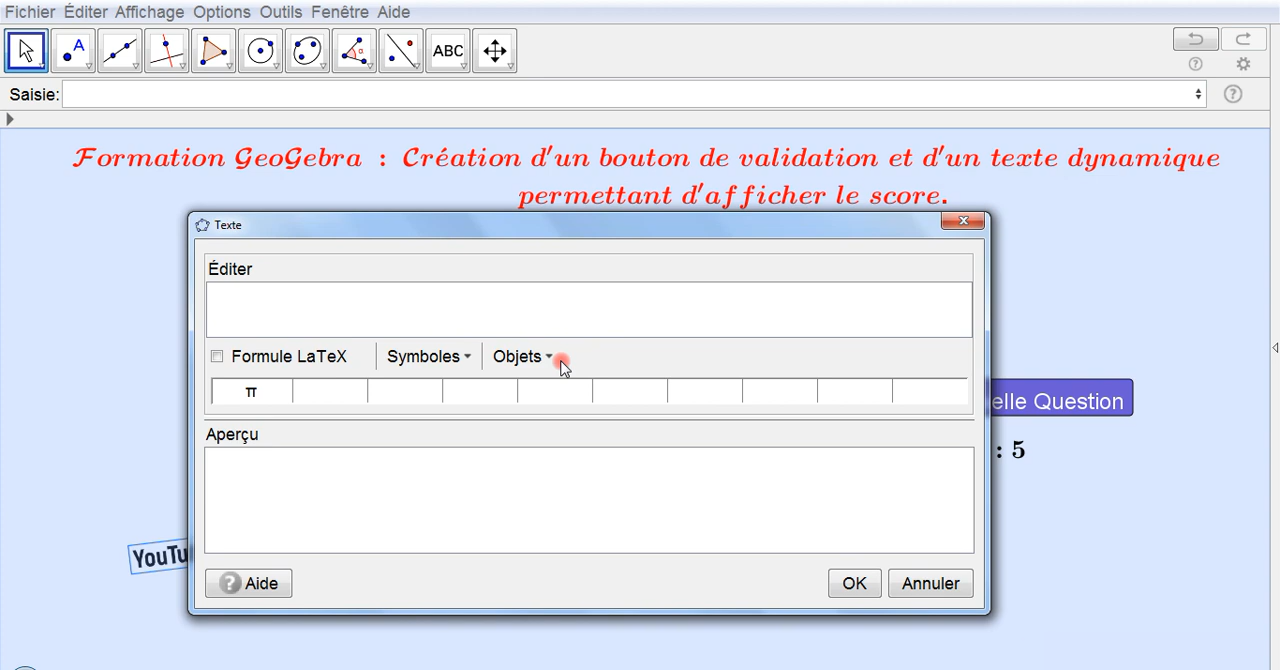 Fichier Éditer Affichage Options Outils Fenêtre Aide
A
ABC
Saisie:
Formation GeoGebra : Création d'un bouton de validation et d'un texte dynamique
permettant d'afficher le score.
Texte
Éditer
Formule LaTeX Symboles Objets
π
elle Question
Aperçu
: 5
YouTu
Aide OK Annuler